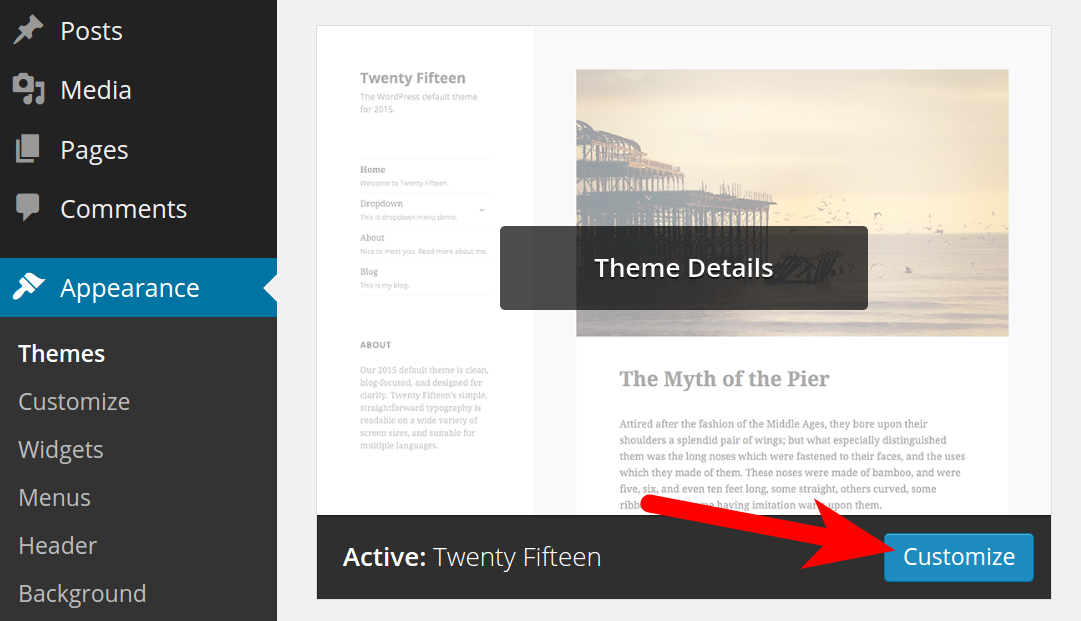 Posts
Media
Pages
Comments
Appearance
Themes
Customize
Widgets
Menus
Header
Background
Twenty Fifteen
The WordPress default theme
for 2015.
Home
Welcome to Twenty Fifteen.
Dropdown
This is dropdown menu demo.
About
Nice to meet you. Read more about me.
Blog
This is my blog.
ABOUT
Our 2015 default theme is clean,
blog-focused, and designed for
clarity. Twenty Fifteen's simple,
straightforward typography is
readable on a wide variety of
screen sizes, and suitable for
multiple languages.
Theme Details
The Myth of the Pier
Attired after the fashion of the Middle Ages, they bore upon their
shoulders a splendid pair of wings; but what especially distinguished
them was the long noses which were fastened to their faces, and the uses
which they made of them. These noses were made of bamboo, and were
five, six, and even ten feet long, some straight, others curved, some
having imitation upon them.
Active: Twenty Fifteen
Customize